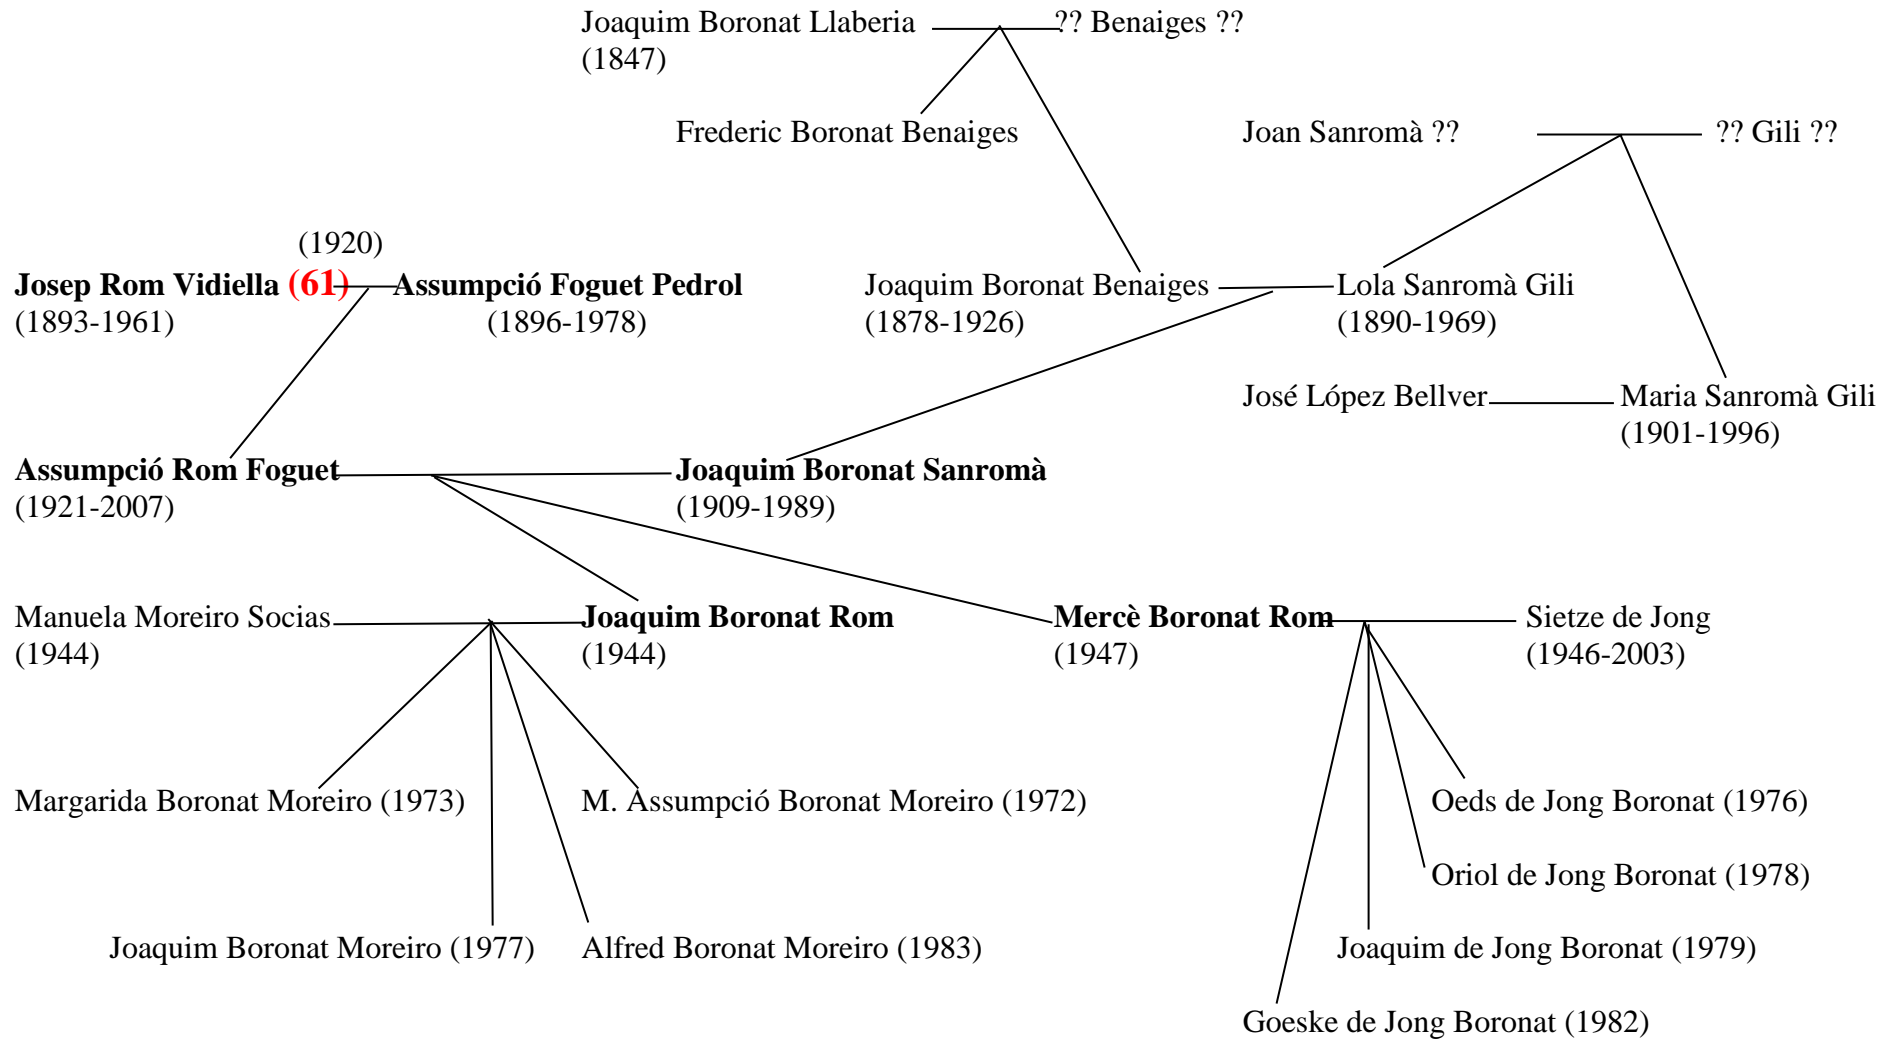 Joaquim Boronat Llaberia ?? Benaiges ??
(1847)
Frederic Boronat Benaiges Joan Sanromà ?? ?? Gili ??
(1920)
Josep Rom Vidiella (61) Assumpció Foguet Pedrol Joaquim Boronat Benaiges Lola Sanromà Gili
(1893-1961) (1896-1978) (1878-1926) (1890-1969)
José López Bellver Maria Sanromà Gili
(1901-1996)
Assumpció Rom Foguet Joaquim Boronat Sanromà
(1921-2007) (1909-1989)
Manuela Moreiro Socias Joaquim Boronat Rom Mercè Boronat Rom Sietze de Jong
(1944) (1944) (1947) (1946-2003)
Margarida Boronat Moreiro (1973) M. Assumpció Boronat Moreiro (1972) Oeds de Jong Boronat (1976)
Oriol de Jong Boronat (1978)
Joaquim Boronat Moreiro (1977) Alfred Boronat Moreiro (1983) Joaquim de Jong Boronat (1979)
Goeske de Jong Boronat (1982)